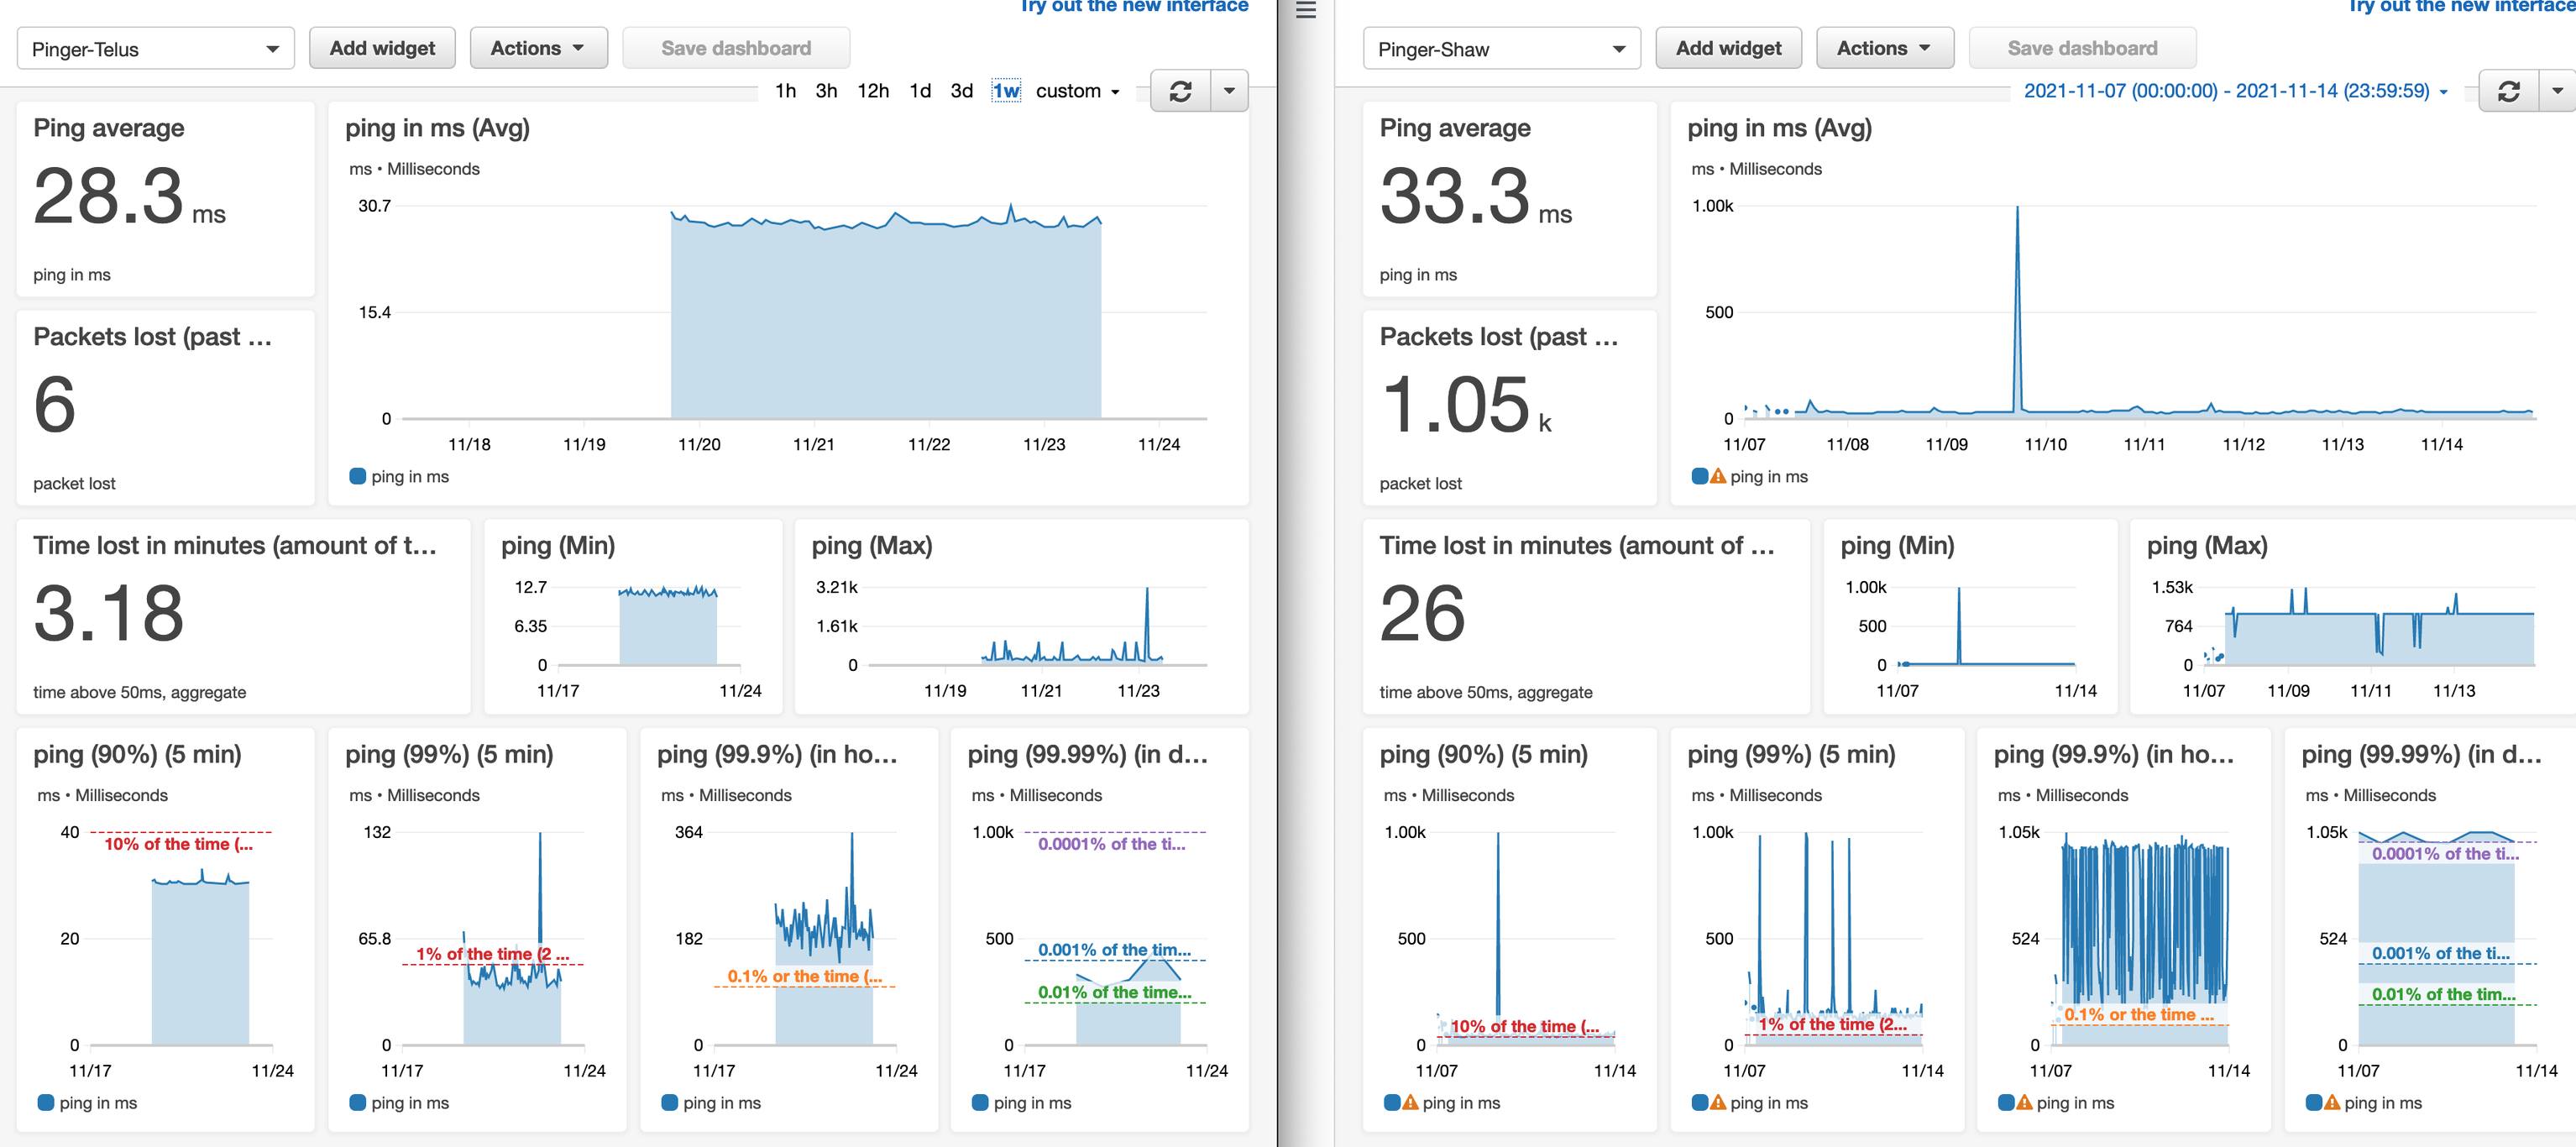 Try out the new interface
Pinger-Telus
Add widget
Actions
Save dashboard
1h 3h 12h 1d 3d 1w custom
Ping average
28.3 ms
ping in ms
Packets lost (past ...
6
packet lost
ping in ms (Avg)
ms • Milliseconds
30.7
15.4
0
11/18 11/19 11/20 11/21 11/22 11/23 11/24
ping in ms
Time lost in minutes (amount of t...
3.18
time above 50ms, aggregate
ping (Min)
12.7
6.35
0
11/17 11/24
ping (Max)
3.21k
1.61k
0
11/19 11/21 11/23
ping (90%) (5 min)
ms • Milliseconds
40
10% of the time (...
20
0
11/17 11/24
ping in ms
ping (99%) (5 min)
ms • Milliseconds
132
65.8
1% of the time (2 ...
0
11/17 11/24
ping in ms
ping (99.9%) (in ho...
ms • Milliseconds
364
182
0.1% or the time (...
0
11/17 11/24
ping in ms
ping (99.99%) (in d...
ms • Milliseconds
1.00k
0.0001% of the ti...
500
0.001% of the tim...
0.01% of the time...
0
11/17 11/24
ping in ms
Try out the new interface
Pinger-Shaw
Add widget
Actions
Save dashboard
2021-11-07 (00:00:00) - 2021-11-14 (23:59:59)
Ping average
33.3 ms
ping in ms
Packets lost (past ...
1.05 k
packet lost
ping in ms (Avg)
ms • Milliseconds
1.00k
500
0
11/07 11/08 11/09 11/10 11/11 11/12 11/13 11/14
ping in ms
Time lost in minutes (amount of ...
26
time above 50ms, aggregate
ping (Min)
1.00k
500
0
11/07 11/14
ping (Max)
1.53k
764
0
11/07 11/09 11/11 11/13
ping (90%) (5 min)
ms • Milliseconds
1.00k
500
10% of the time (...
0
11/07 11/14
ping in ms
ping (99%) (5 min)
ms • Milliseconds
1.00k
500
1% of the time (2...
0
11/07 11/14
ping in ms
ping (99.9%) (in ho...
ms • Milliseconds
1.05k
524
0.1% or the time ...
0
11/07 11/14
ping in ms
ping (99.99%) (in d...
ms • Milliseconds
1.05k
0.0001% of the ti...
524
0.001% of the ti...
0.01% of the tim...
0
11/07 11/14
ping in ms